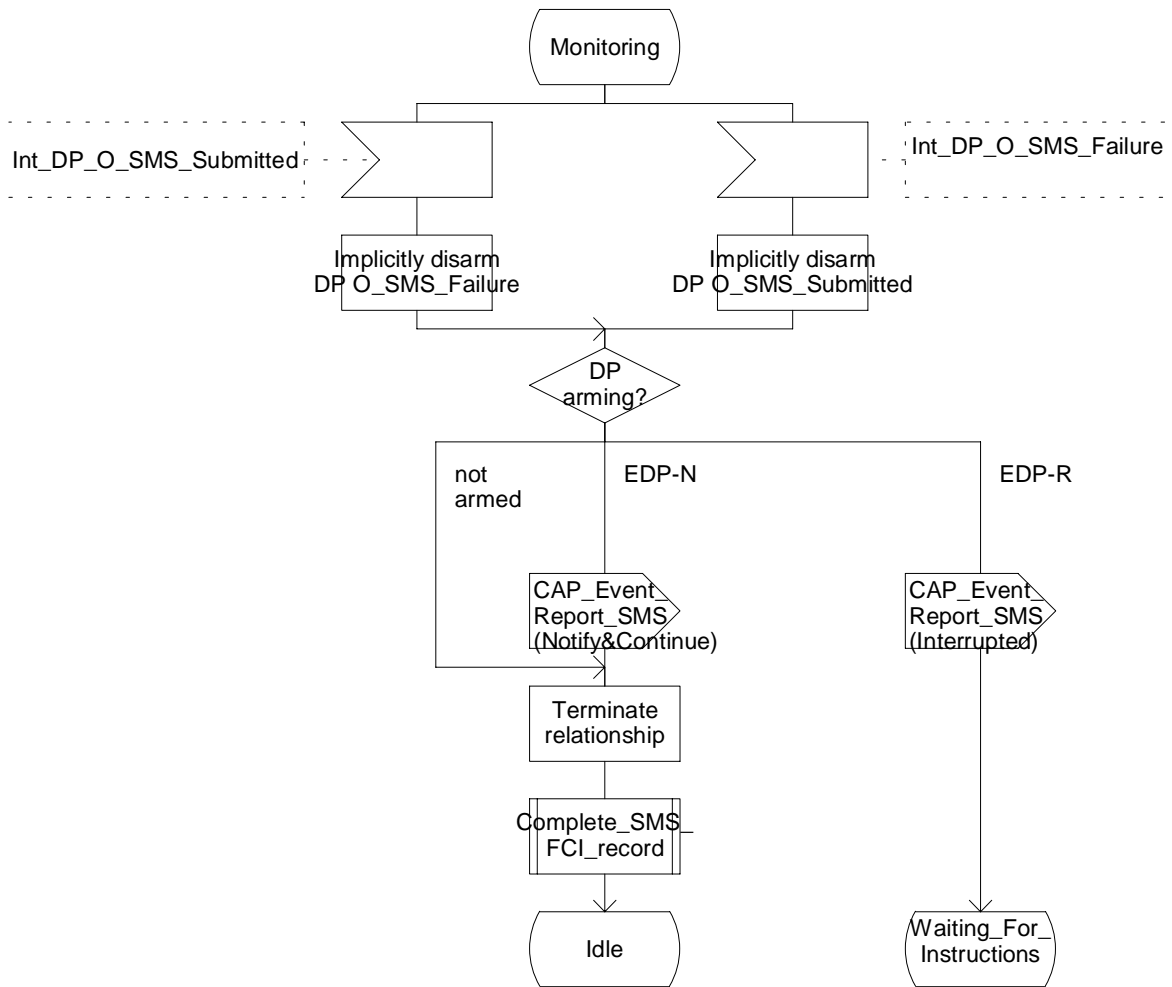 Monitoring
Int_DP_O_SMS_Submitted
Int_DP_O_SMS_Failure
Implicitly disarm
DP O_SMS_Failure
Implicitly disarm
DP O_SMS_Submitted
DP
arming?
not
armed
EDP-N
EDP-R
CAP_Event_
Report_SMS
(Notify&Continue)
CAP_Event_
Report_SMS
(Interrupted)
Terminate
relationship
Complete_SMS_
FCI_record
Idle
Waiting_For_
Instructions